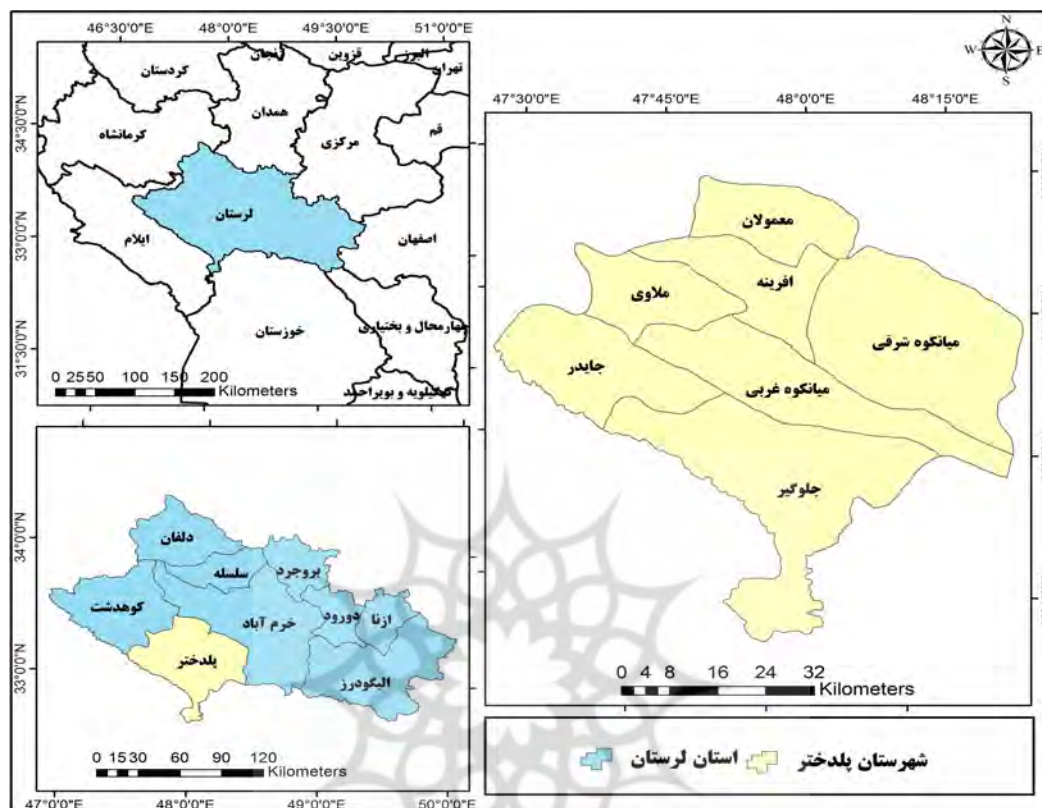 46°30'0"E 48°0'0"E 49°30'0"E 51°0'0"E
34°30'0"N
33°0'0"N
31°30'0"N
کردستان
زنجان
قزوین
البرز
تهران
کرمانشاه
همدان
مرکزی
قم
لرستان
ایلام
اصفهان
خوزستان
چهارمحال و بختیاری
کهگیلویه و بویراحمد
0 25 50 100 150 200
Kilometers
N
W E
S
47°30'0"E 47°45'0"E 48°0'0"E 48°15'0"E
معمولان
افرینه
ملاوی
میانکوه شرقی
جایدر
میانکوه غربی
جلوگیر
0 4 8 16 24 32
Kilometers
34°0'0"N
33°0'0"N
دلفان
سلسله
بروجرد
کوهدشت
خرم آباد
دورود
ازنا
پلدختر
الیگودرز
0 15 30 60 90 120
Kilometers
47°0'0"E 48°0'0"E 49°0'0"E 50°0'0"E
شهرستان پلدختر
استان لرستان